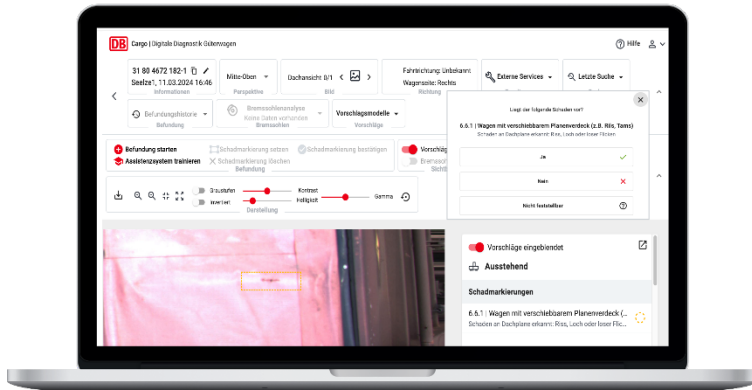 DB Cargo | Digitale Diagnostik Güterwagen
Hilfe
31 80 4672 182-1
Seelze1, 11.03.2024 16:46
Informationen
Mitte-Oben
Perspektive
Dachansicht 0/1
Bild
Fahrtrichtung: Unbekannt
Wagenseite: Rechts
Richtung
Externe Services
Letzte Suche
Befundungshistorie
Befundung
Bremssohlenanalyse
Keine Daten vorhanden
Bremssohlen
Vorschlagsmodelle
Vorschläge
Liegt der folgende Schaden vor?
6.6.1 | Wagen mit verschiebbarem Planenverdeck (z.B. Rils, Tams)
Schaden an Dachplane erkannt: Riss, Loch oder loser Flicken
Ja
Nein
Nicht feststellbar
Befundung starten
Schadmarkierung setzen
Schadmarkierung bestätigen
Assistenzsystem trainieren
Schadmarkierung löschen
Befundung
Vorschläg
Bremssoh
Graustufen
Invertiert
Kontrast
Helligkeit
Gamma
Darstellung
Vorschläge eingeblendet
Ausstehend
Schadmarkierungen
6.6.1 | Wagen mit verschiebbarem Planenverdeck (...
Schaden an Dachplane erkannt: Riss, Loch oder loser Flic...